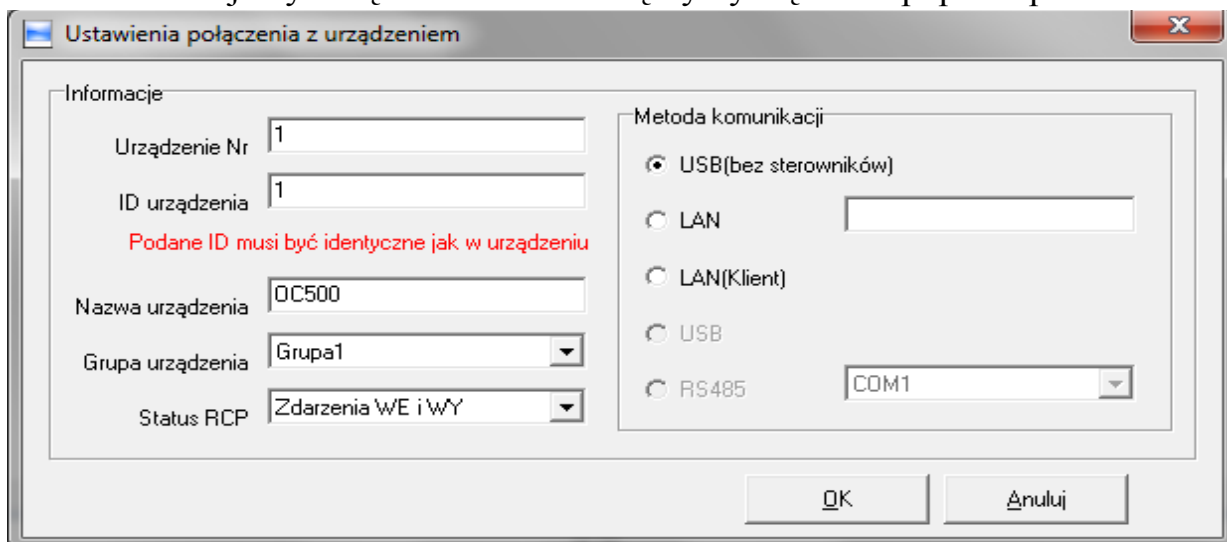 Ustawienia połączenia z urządzeniem
Informacje
Urządzenie Nr 1
ID urządzenia 1
Podane ID musi być identyczne jak w urządzeniu
Nazwa urządzenia OC500
Grupa urządzenia Grupa1
Status RCP Zdarzenia WE i WY
Metoda komunikacji
USB(bez sterowników)
LAN
LAN(Klient)
USB
RS485 COM1
OK
Anuluj